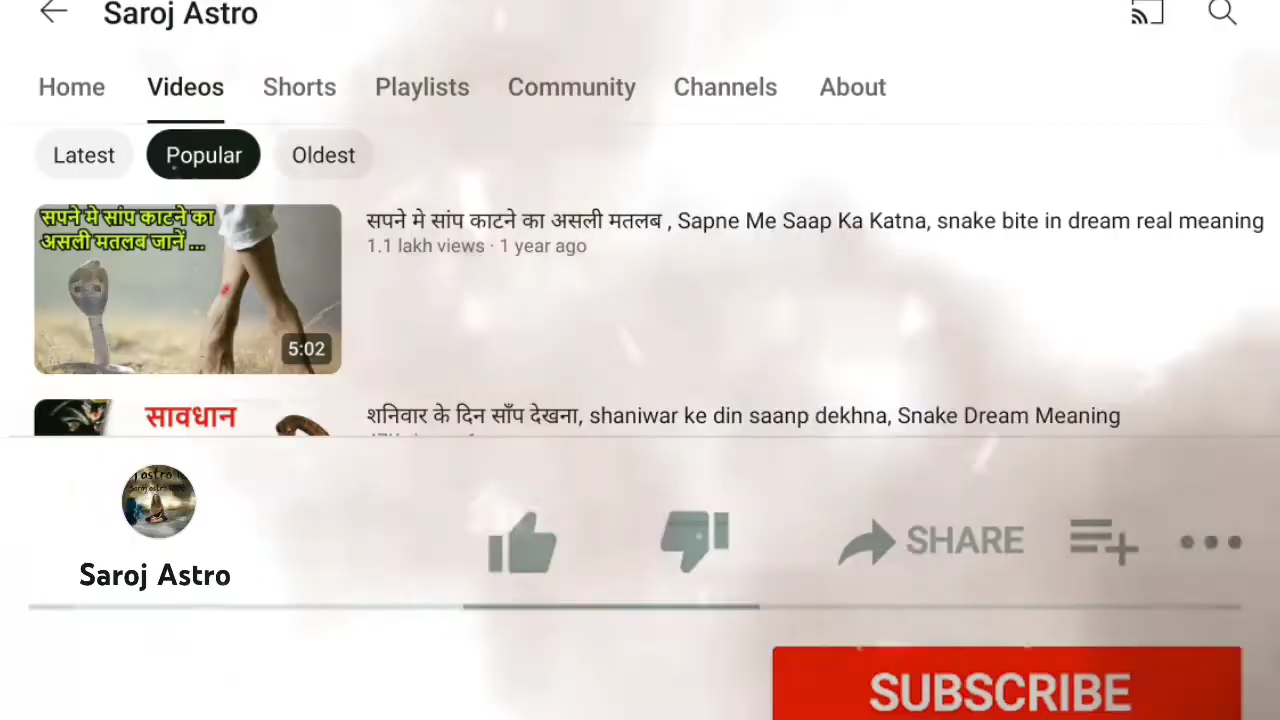 Saroj Astro
Home Videos Shorts Playlists Community Channels About
Latest Popular Oldest
सपने मे सांप काटने का
असली मतलब जानें ...
5:02
सपने मे सांप काटने का असली मतलब , Sapne Me Saap Ka Katna, snake bite in dream real meaning
1.1 lakh views · 1 year ago
सावधान
शनिवार के दिन साँप देखना, shaniwar ke din saanp dekhna, Snake Dream Meaning
Saroj Astro
SHARE
SUBSCRIBE